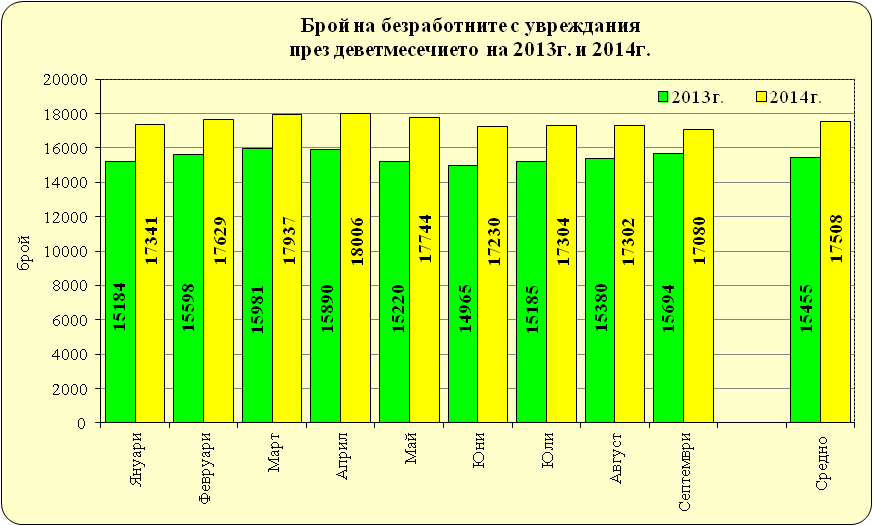 Брой на безработните с увреждания
през деветмесечието на 2013г. и 2014г.
2013г. 2014г.
брой
20000
18000
16000
14000
12000
10000
8000
6000
4000
2000
0
15184 17341
15598 17629
15981 17937
15890 18006
15220 17744
14965 17230
15185 17304
15380 17302
15694 17080
15455 17508
Януари
Февруари
Март
Април
Май
Юни
Юли
Август
Септември
Средно